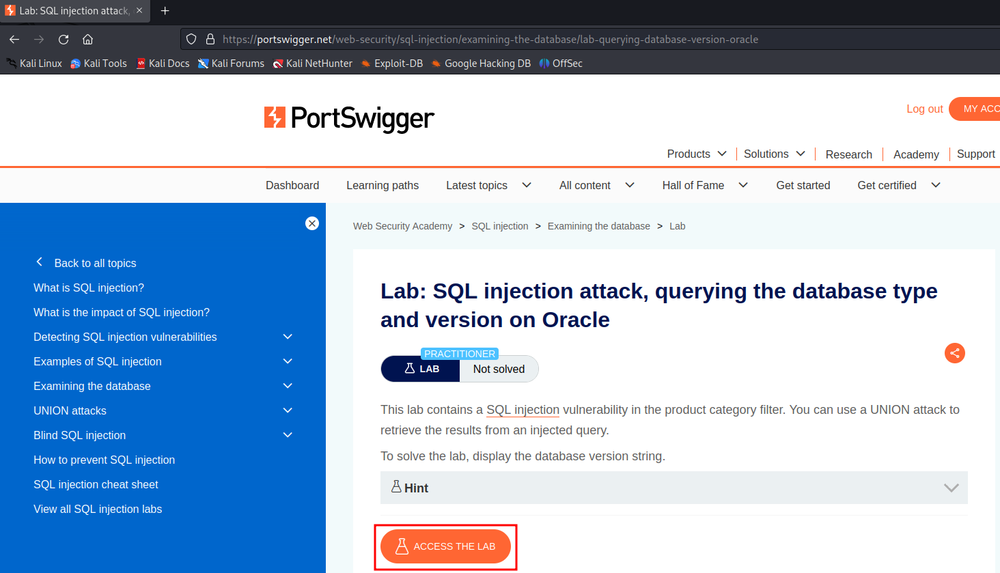 Lab: SQL injection attack,
https://portswigger.net/web-security/sql-injection/examining-the-database/lab-querying-database-version-oracle
Kali Linux Kali Tools Kali Docs Kali Forums Kali NetHunter Exploit-DB Google Hacking DB OffSec
PortSwigger
Log out MY ACC
Products Solutions Research Academy Support
Dashboard Learning paths Latest topics All content Hall of Fame Get started Get certified
Back to all topics
What is SQL injection?
What is the impact of SQL injection?
Detecting SQL injection vulnerabilities
Examples of SQL injection
Examining the database
UNION attacks
Blind SQL injection
How to prevent SQL injection
SQL injection cheat sheet
View all SQL injection labs
Web Security Academy > SQL injection > Examining the database > Lab
Lab: SQL injection attack, querying the database type
and version on Oracle
PRACTITIONER
LAB Not solved
This lab contains a SQL injection vulnerability in the product category filter. You can use a UNION attack to
retrieve the results from an injected query.
To solve the lab, display the database version string.
Hint
ACCESS THE LAB